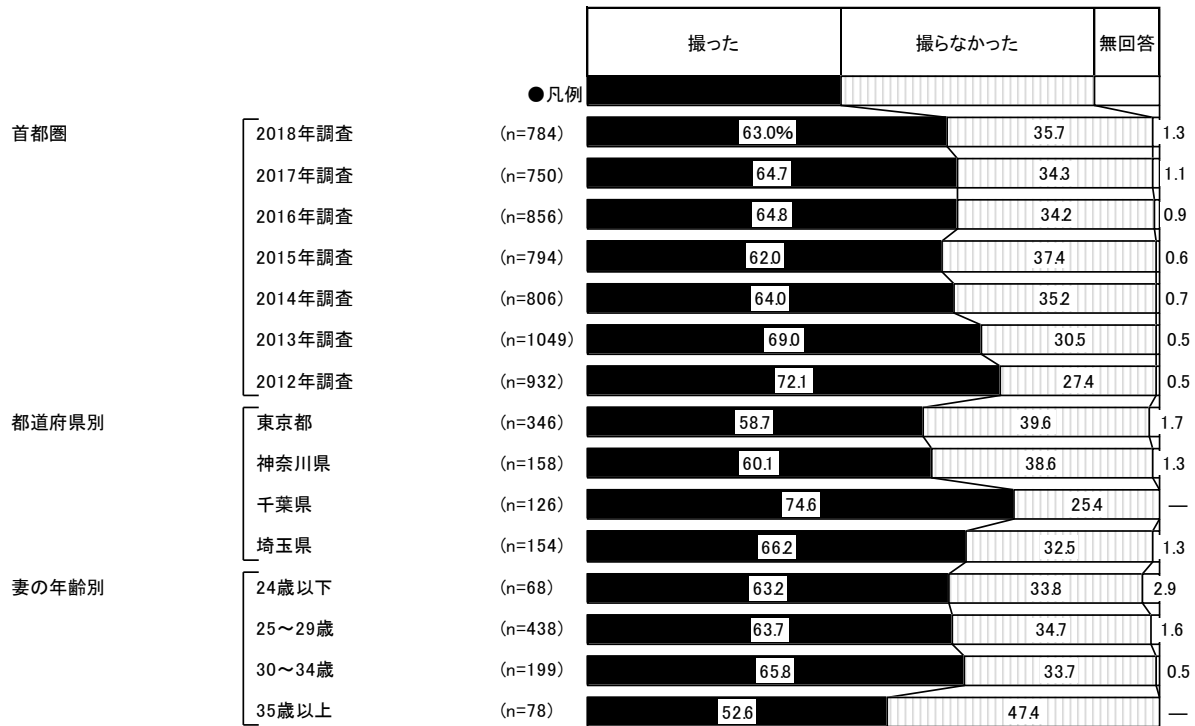 撮った 撮らなかった 無回答
●凡例
首都圏 2018年調査 (n=784) 63.0% 35.7 1.3
2017年調査 (n=750) 64.7 34.3 1.1
2016年調査 (n=856) 64.8 34.2 0.9
2015年調査 (n=794) 62.0 37.4 0.6
2014年調査 (n=806) 64.0 35.2 0.7
2013年調査 (n=1049) 69.0 30.5 0.5
2012年調査 (n=932) 72.1 27.4 0.5
都道府県別 東京都 (n=346) 58.7 39.6 1.7
神奈川県 (n=158) 60.1 38.6 1.3
千葉県 (n=126) 74.6 25.4 —
埼玉県 (n=154) 66.2 32.5 1.3
妻の年齢別 24歳以下 (n=68) 63.2 33.8 2.9
25～29歳 (n=438) 63.7 34.7 1.6
30～34歳 (n=199) 65.8 33.7 0.5
35歳以上 (n=78) 52.6 47.4 —